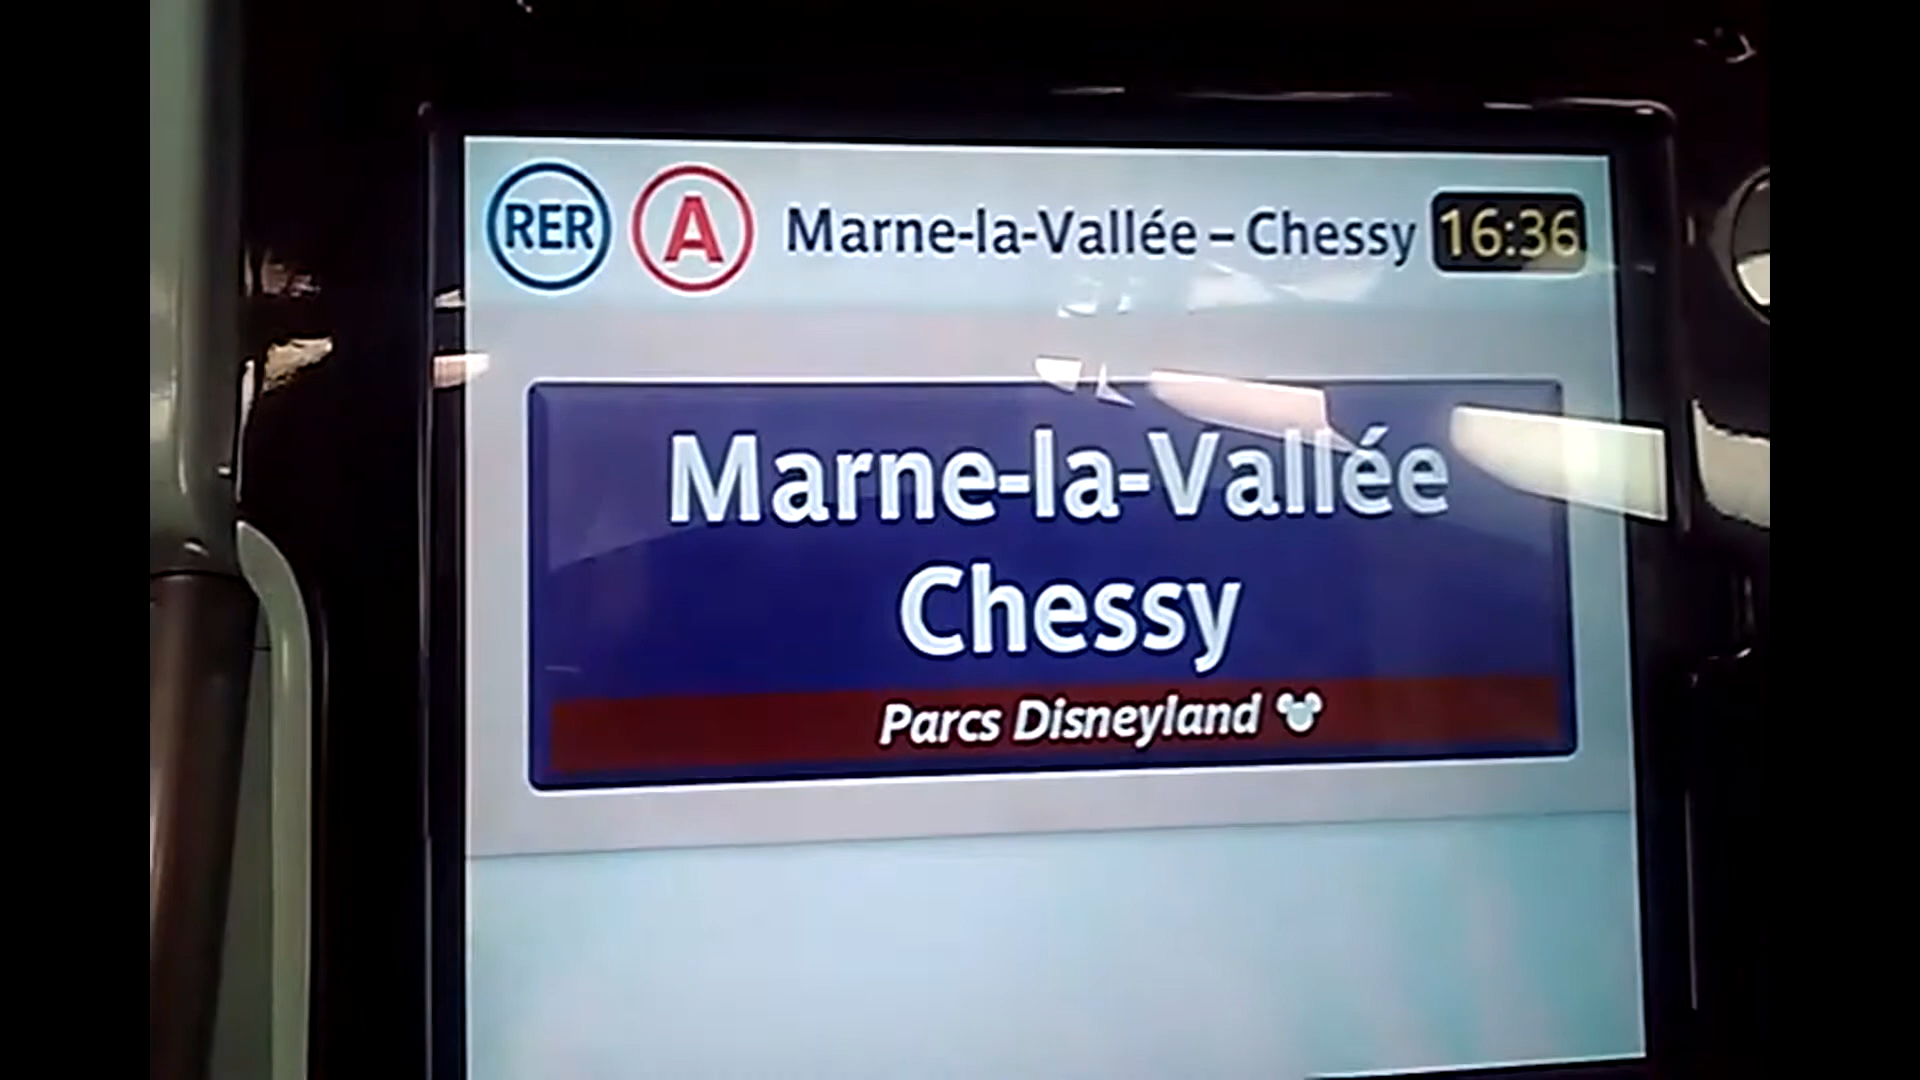 RER A Marne-la-Vallée – Chessy 16:36
Marne-la-Vallée
Chessy
Parcs Disneyland